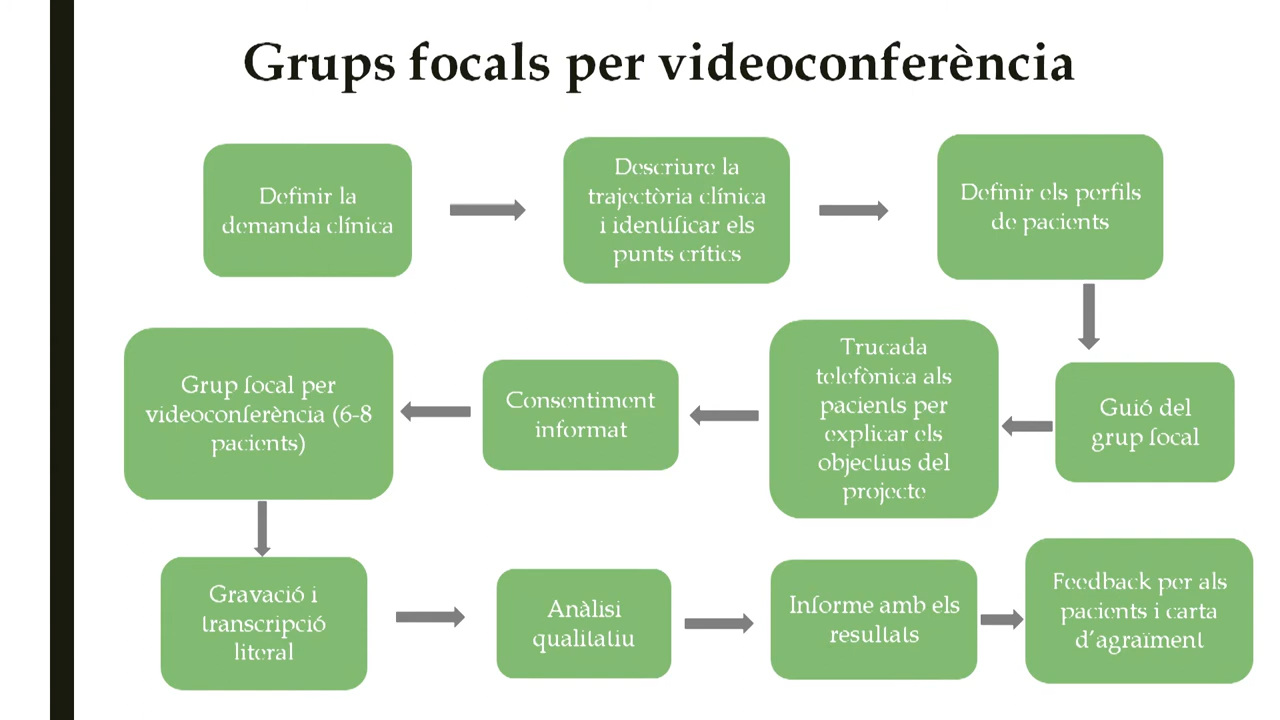 Grups focals per videoconferència
Definir la
demanda clínica
Descriure la
trajectòria clínica
i identificar els
punts crítics
Definir els perfils
de pacients
Guió del
grup focal
Trucada
telefònica als
pacients per
explicar els
objectius del
projecte
Consentiment
informat
Grup focal per
videoconferència (6-8
pacients)
Gravació i
transcripció
literal
Anàlisi
qualitatiu
Informe amb els
resultats
Feedback per als
pacients i carta
d’agraïment